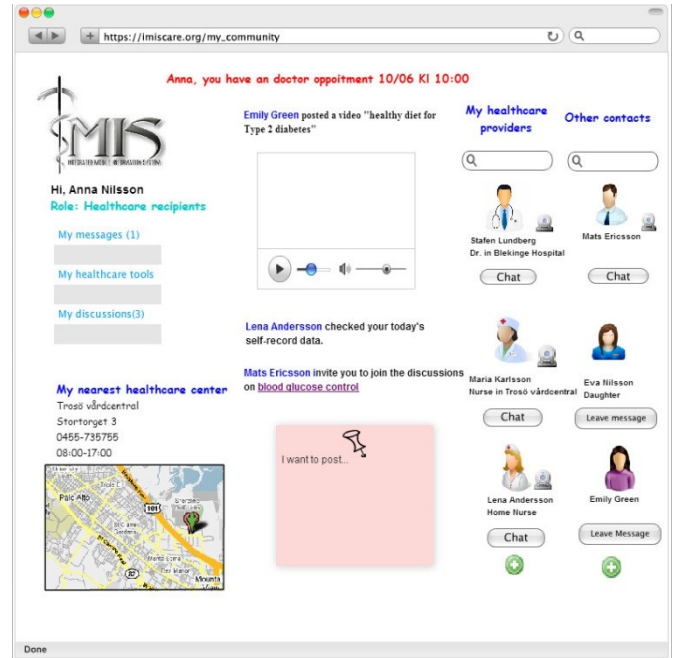 https://imiscare.org/my_community
Anna, you have an doctor oppoitment 10/06 Kl 10:00
IMIS
INTEGRATED MOBILE INFORMATION SYSTEM
Hi, Anna Nilsson
Role: Healthcare recipients
My messages (1)
My healthcare tools
My discussions(3)
My nearest healthcare center
Trosö vårdcentral
Stortorget 3
0455-735755
08:00-17:00
Palo Alto
101
Mounta
View
Emily Green posted a video "healthy diet for
Type 2 diabetes"
Lena Andersson checked your today's
self-record data.
Mats Ericsson invite you to join the discussions
on blood glucose control
I want to post...
My healthcare
providers
Stafen Lundberg
Dr. in Blekinge Hospital
Chat
Maria Karlsson
Nurse in Trosö vårdcentral
Chat
Lena Andersson
Home Nurse
Chat
Other contacts
Mats Ericsson
Chat
Eva Nilsson
Daughter
Leave message
Emily Green
Leave Message
Done